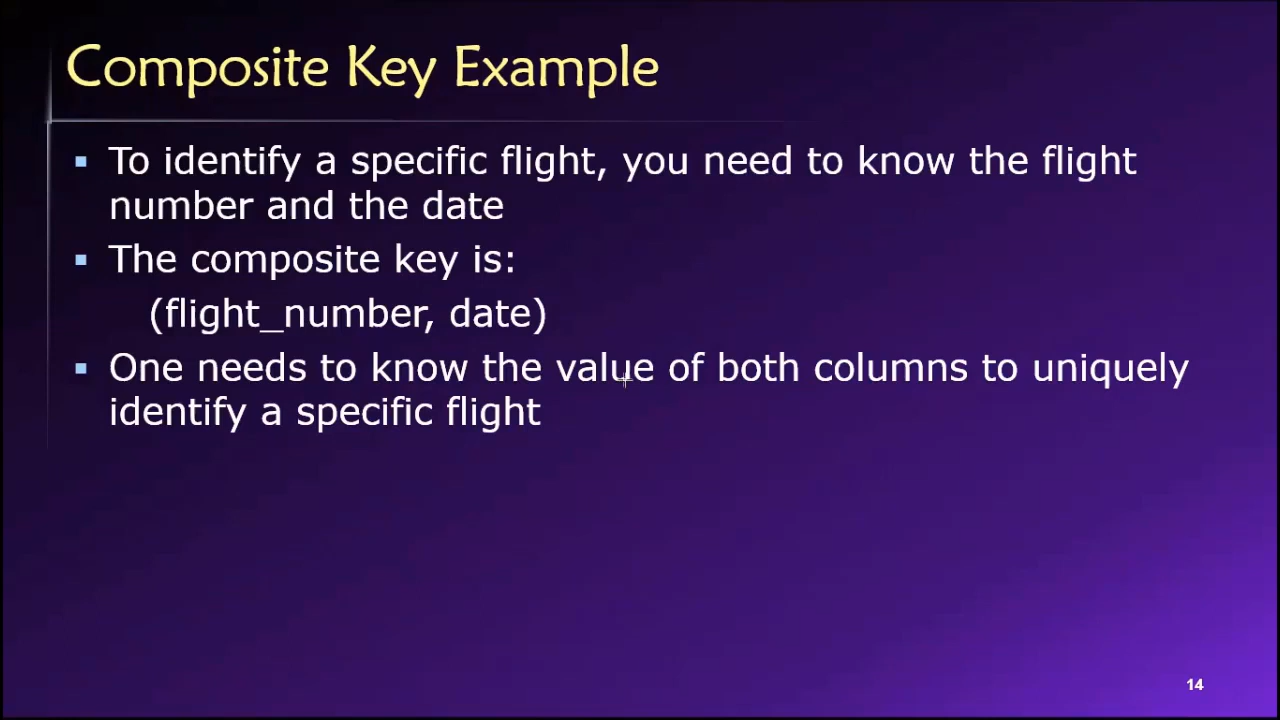 Composite Key Example
▪ To identify a specific flight, you need to know the flight
number and the date
▪ The composite key is:
(flight_number, date)
▪ One needs to know the value of both columns to uniquely
identify a specific flight
14